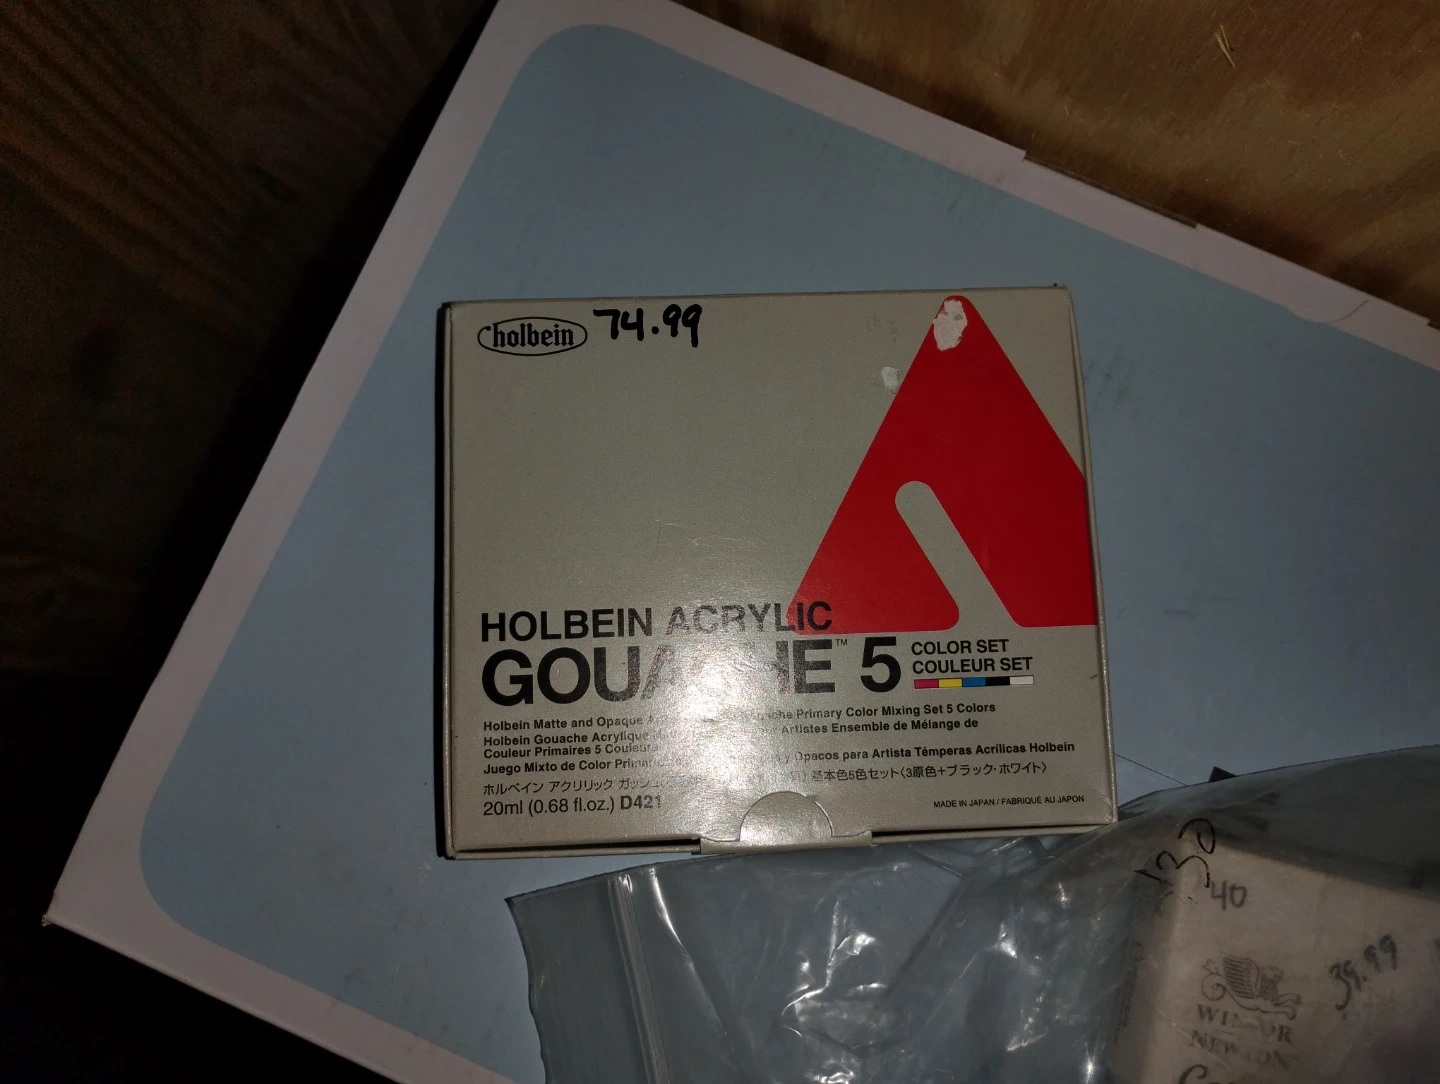 holbein 74.99
HOLBEIN ACRYLIC
GOUACHE™ 5 COLOR SET
COULEUR SET
Holbein Matte and Opaque Primary Color Mixing Set 5 Colors
Holbein Gouache Acrylique Artistes Ensemble de Mélange de
Couleur Primaires 5 Couleurs y Opacos para Artista Témperas Acrílicas Holbein
Juego Mixto de Color
ホルベイン アクリリック 基本色5色セット〈3原色+ブラック・ホワイト〉
20ml (0.68 fl.oz.) D421
MADE IN JAPAN / FABRIQUÉ AU JAPON
40
39.99
WINSOR
NEWTON